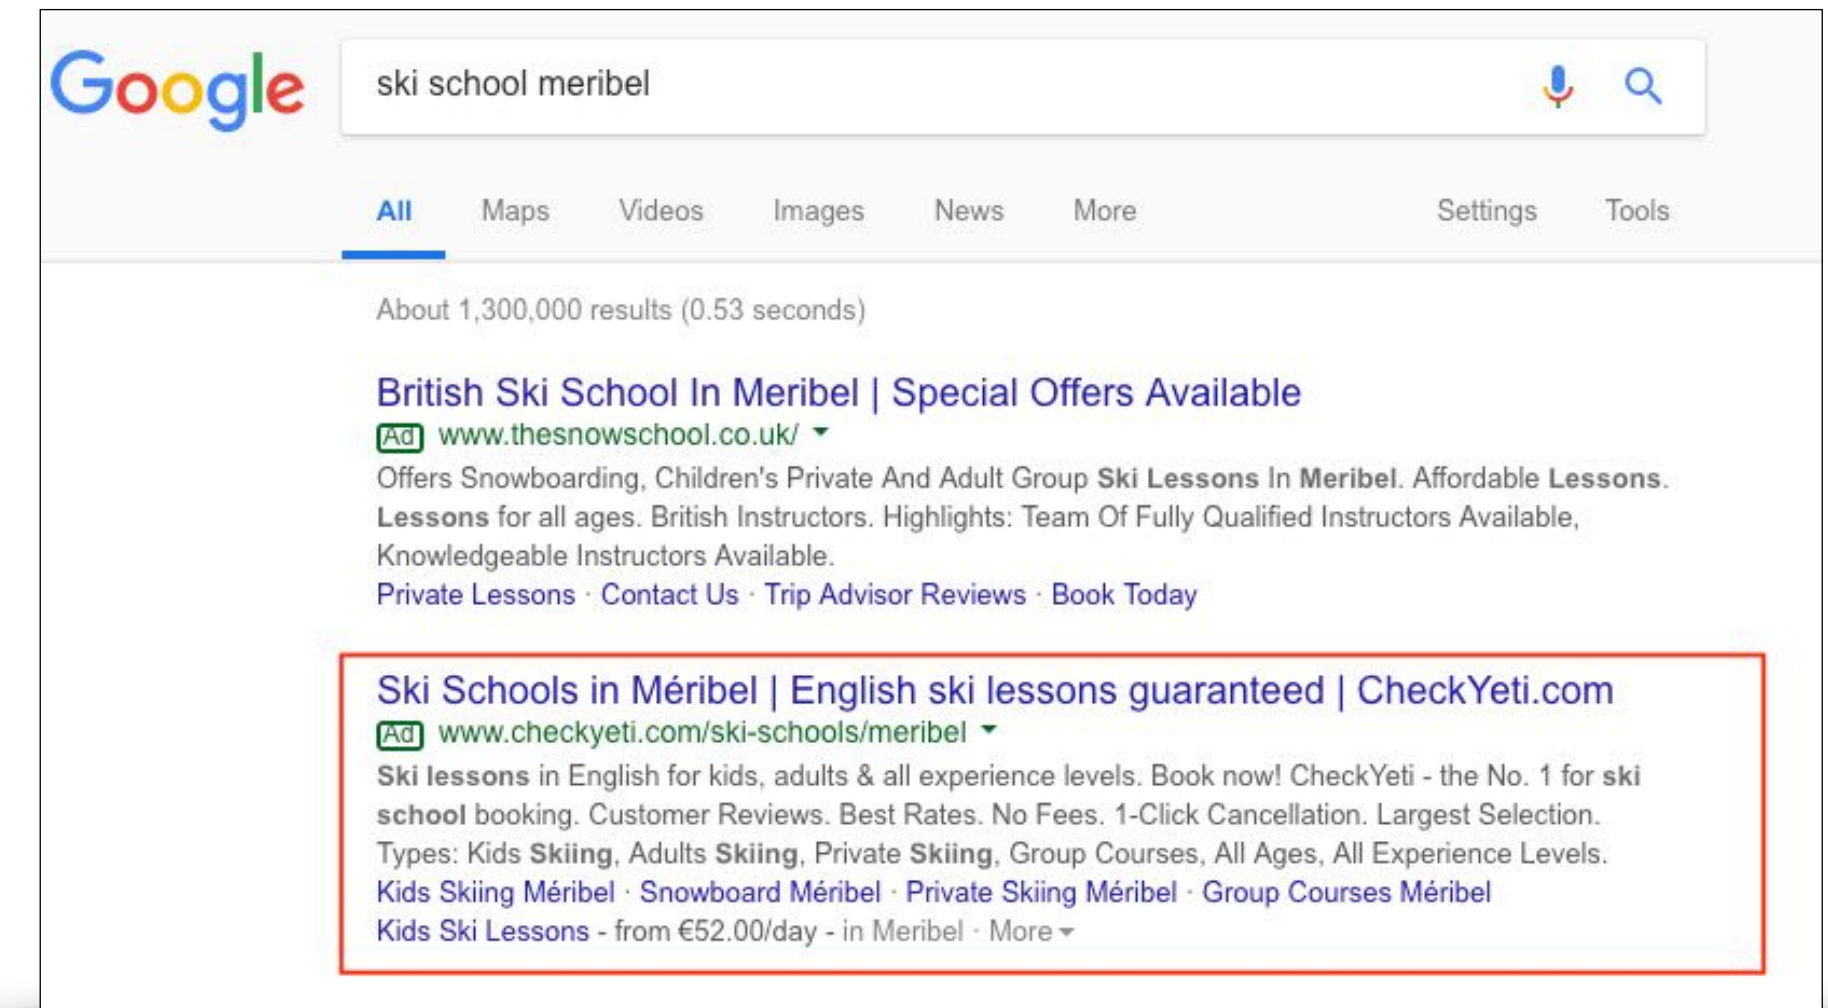 Google
ski school meribel
All Maps Videos Images News More Settings Tools
About 1,300,000 results (0.53 seconds)
British Ski School In Meribel | Special Offers Available
Ad www.thesnowschool.co.uk/
Offers Snowboarding, Children's Private And Adult Group Ski Lessons In Meribel. Affordable Lessons.
Lessons for all ages. British Instructors. Highlights: Team Of Fully Qualified Instructors Available,
Knowledgeable Instructors Available.
Private Lessons · Contact Us · Trip Advisor Reviews · Book Today
Ski Schools in Méribel | English ski lessons guaranteed | CheckYeti.com
Ad www.checkyeti.com/ski-schools/meribel
Ski lessons in English for kids, adults & all experience levels. Book now! CheckYeti - the No. 1 for ski
school booking. Customer Reviews. Best Rates. No Fees. 1-Click Cancellation. Largest Selection.
Types: Kids Skiing, Adults Skiing, Private Skiing, Group Courses, All Ages, All Experience Levels.
Kids Skiing Méribel · Snowboard Méribel · Private Skiing Méribel · Group Courses Méribel
Kids Ski Lessons - from €52.00/day - in Meribel · More